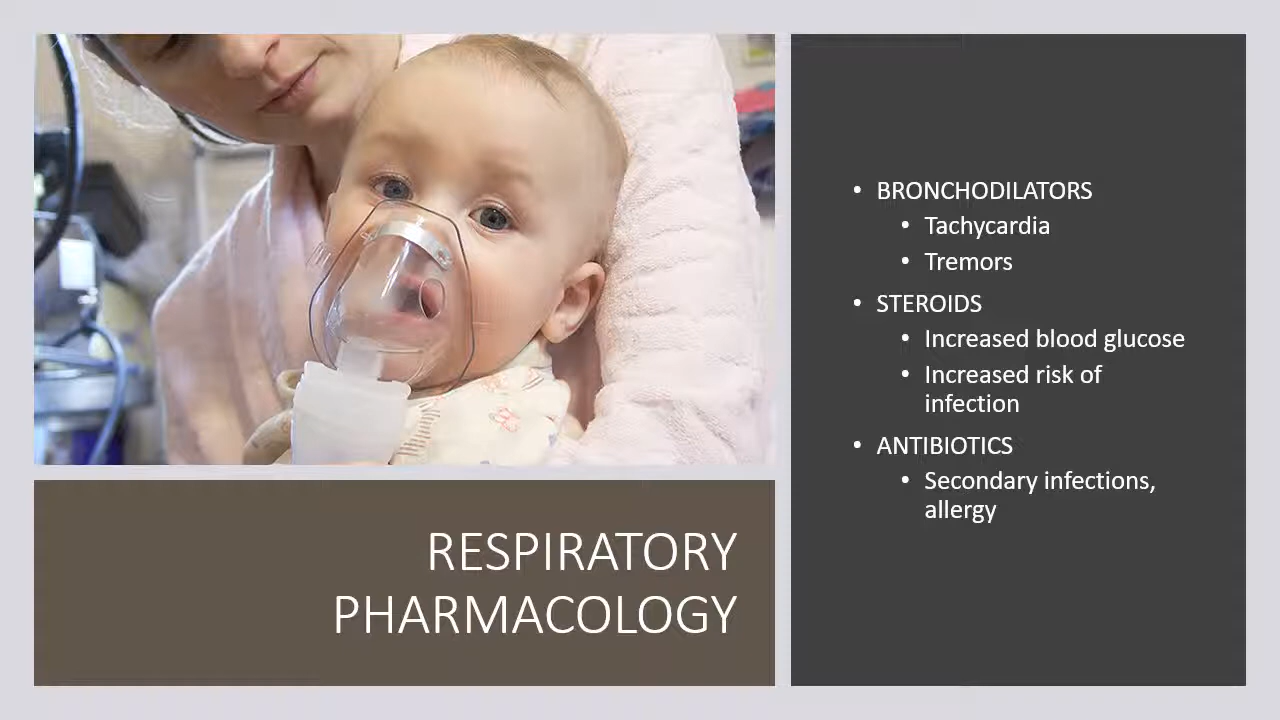 RESPIRATORY
PHARMACOLOGY
• BRONCHODILATORS
• Tachycardia
• Tremors
• STEROIDS
• Increased blood glucose
• Increased risk of
infection
• ANTIBIOTICS
• Secondary infections,
allergy